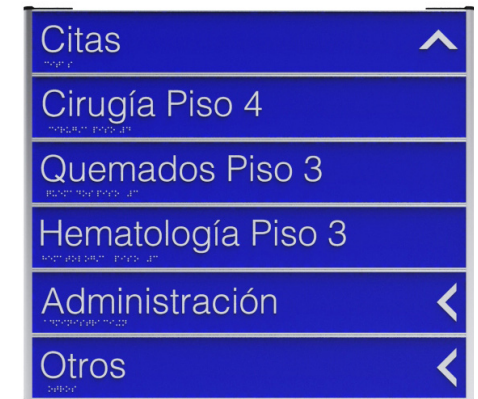 Citas
Cirugía Piso 4
Quemados Piso 3
Hematología Piso 3
Administración
Otros